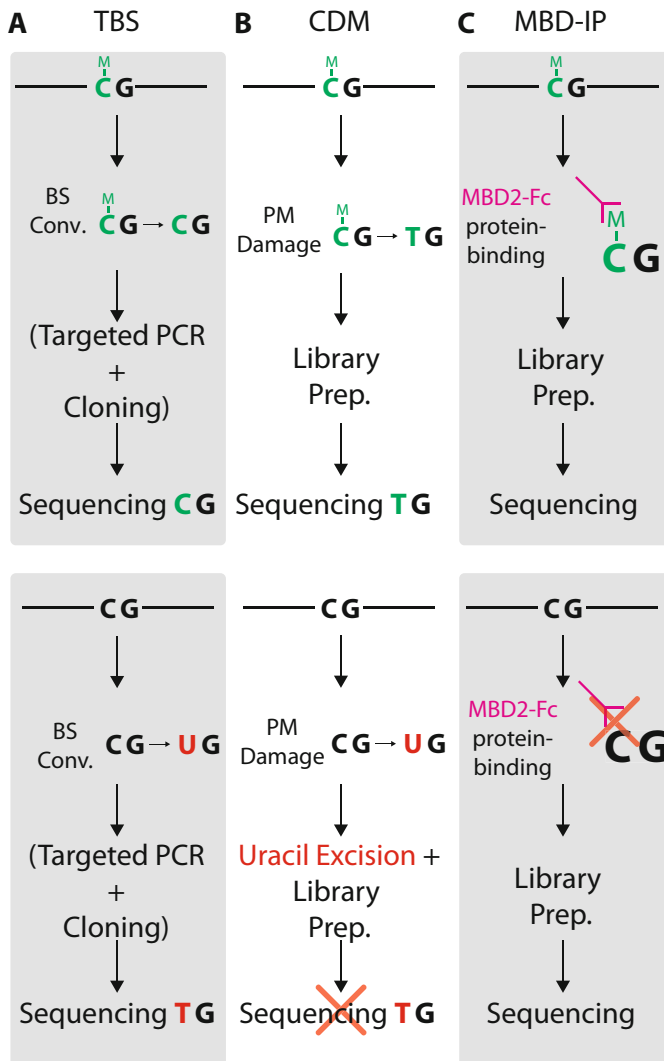 A TBS
M
CG
BS
Conv.
M
CG → CG
(Targeted PCR
+
Cloning)
Sequencing CG
B CDM
M
CG
PM
Damage
M
CG → TG
Library
Prep.
Sequencing TG
C MBD-IP
M
CG
MBD2-Fc
protein-
binding
M
CG
Library
Prep.
Sequencing
CG
BS
Conv.
CG → UG
(Targeted PCR
+
Cloning)
Sequencing TG
CG
PM
Damage
CG → UG
Uracil Excision +
Library
Prep.
Sequencing TG
CG
MBD2-Fc
protein-
binding
CG
Library
Prep.
Sequencing